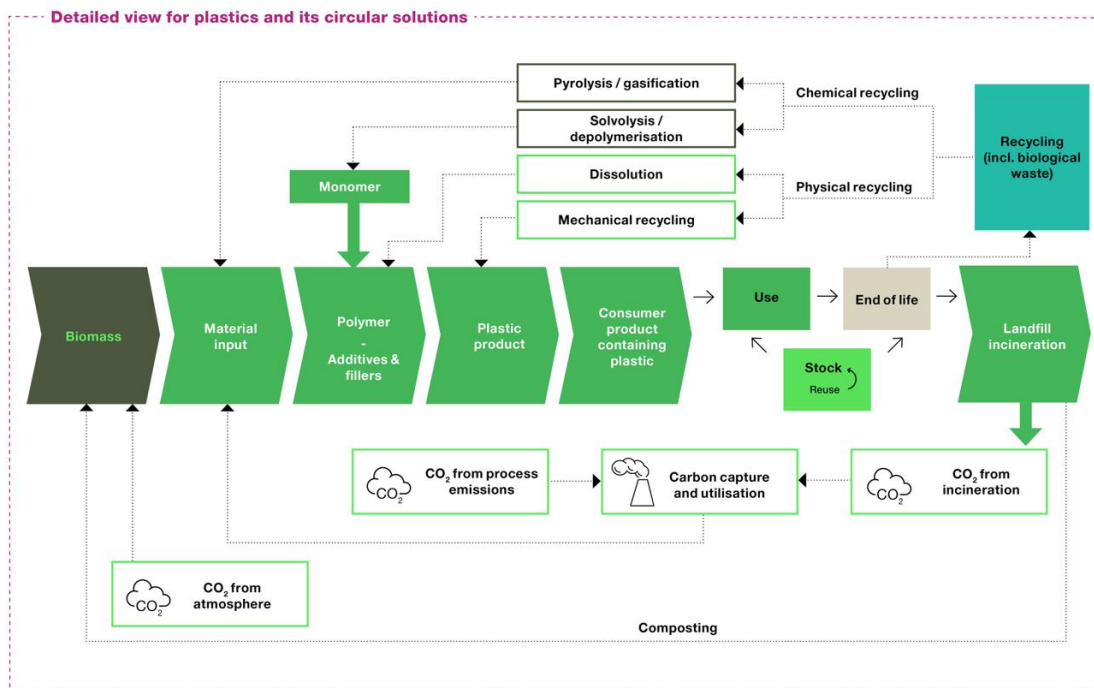 Detailed view for plastics and its circular solutions
Pyrolysis / gasification
Chemical recycling
Solvolysis /
depolymerisation
Recycling
(incl. biological
waste)
Monomer
Dissolution
Physical recycling
Mechanical recycling
Biomass
Material
input
Polymer
-
Additives &
fillers
Plastic
product
Consumer
product
containing
plastic
Use
End of life
Landfill
incineration
Stock
Reuse
CO₂
CO₂ from process
emissions
Carbon capture
and utilisation
CO₂
CO₂ from
incineration
CO₂
CO₂ from
atmosphere
Composting